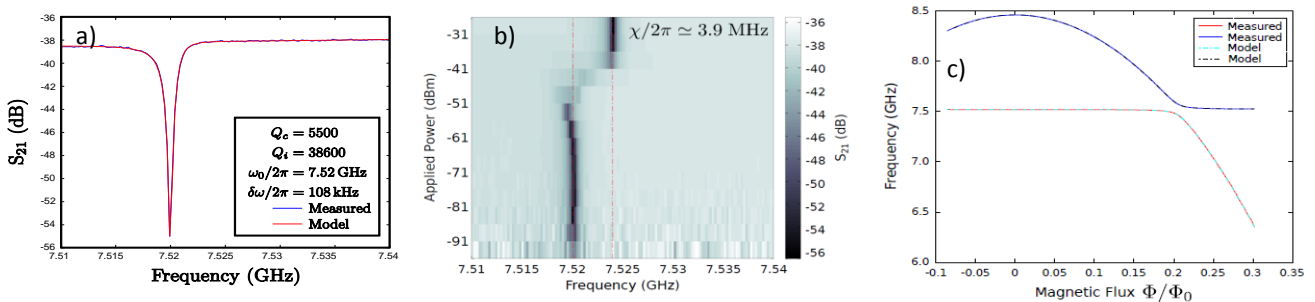 a)
-36
-38
-40
-42
-44
-46
-48
-50
-52
-54
-56
S21 (dB)
Qc = 5500
Qi = 38600
ω0/2π = 7.52 GHz
δω/2π = 108 kHz
Measured
Model
7.51
7.515
7.52
7.525
7.53
7.535
7.54
Frequency (GHz)
b)
χ/2π ≃ 3.9 MHz
-31
-41
-51
-61
-71
-81
-91
Applied Power (dBm)
7.51
7.515
7.52
7.525
7.53
7.535
7.54
Frequency (GHz)
-36
-38
-40
-42
-44
-46
-48
-50
-52
-54
-56
S21 (dB)
c)
Measured
Measured
Model
Model
8.5
8.0
7.5
7.0
6.5
6.0
Frequency (GHz)
-0.1
-0.05
0
0.05
0.1
0.15
0.2
0.25
0.3
0.35
Magnetic Flux Φ/Φ0